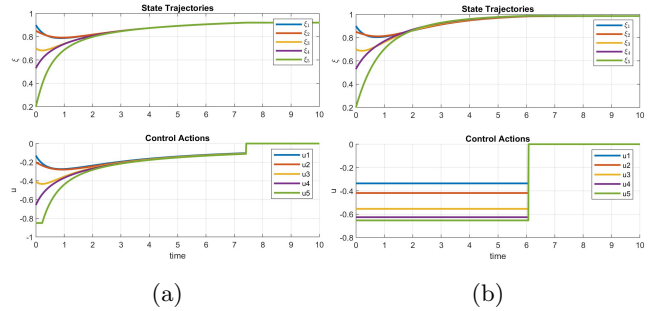 State Trajectories
ξ
1
0.8
0.6
0.4
0.2
0 1 2 3 4 5 6 7 8 9 10
ξ₁
ξ₂
ξ₃
ξ₄
ξ₅
Control Actions
u
0
-0.2
-0.4
-0.6
-0.8
-1
0 1 2 3 4 5 6 7 8 9 10
time
u1
u2
u3
u4
u5
(a)
State Trajectories
ξ
1
0.8
0.6
0.4
0.2
0 1 2 3 4 5 6 7 8 9 10
ξ₁
ξ₂
ξ₃
ξ₄
ξ₅
Control Actions
u
0
-0.2
-0.4
-0.6
-0.8
0 1 2 3 4 5 6 7 8 9 10
time
u1
u2
u3
u4
u5
(b)